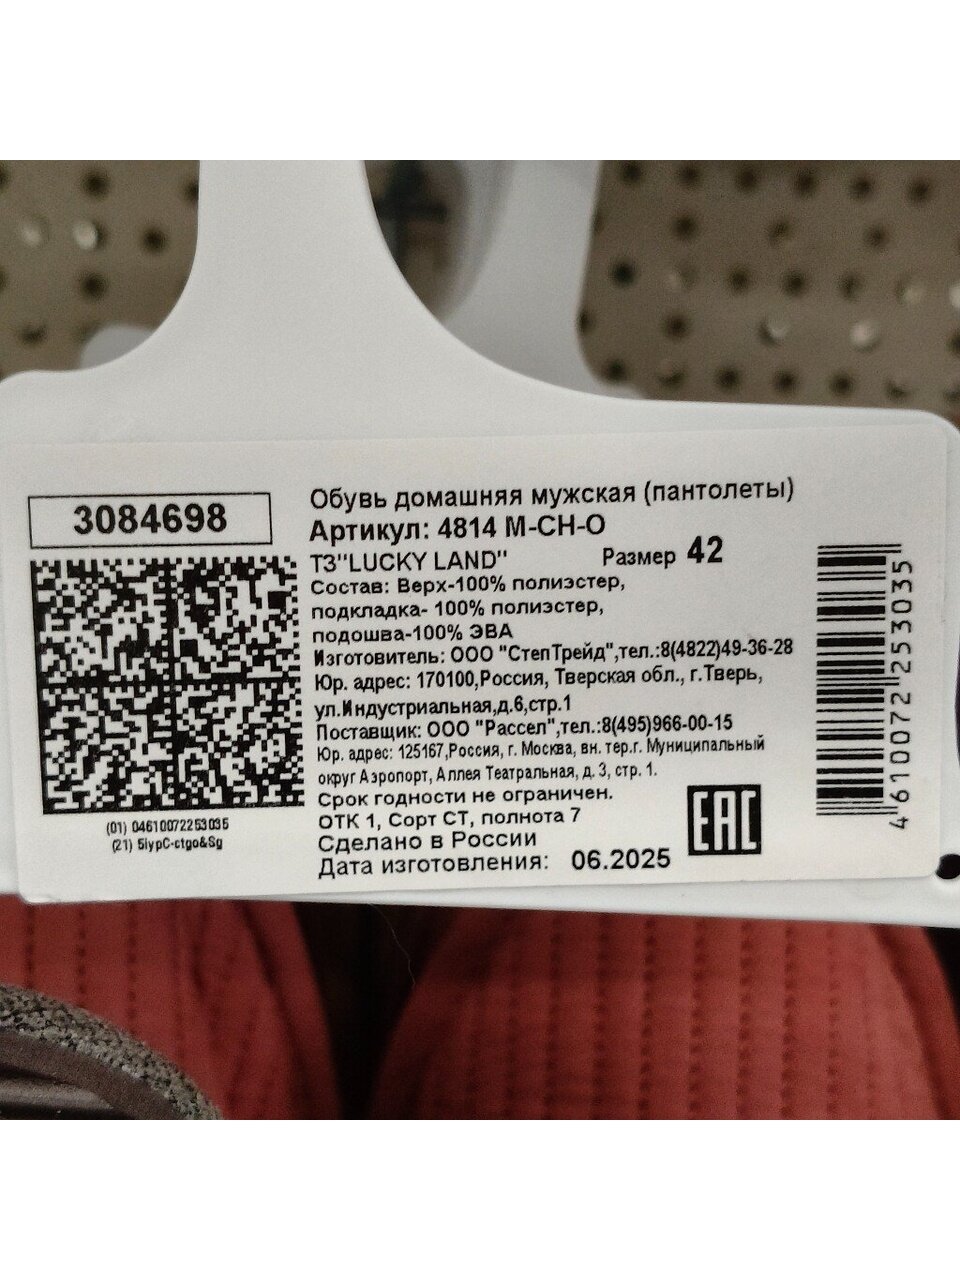 3084698
Обувь домашняя мужская (пантолеты)
Артикул: 4814 М-СН-О
ТЗ"LUCKY LAND" Размер 42
Состав: Верх-100% полиэстер,
подкладка- 100% полиэстер,
подошва-100% ЭВА
Изготовитель: ООО "СтепТрейд",тел.:8(4822)49-36-28
Юр. адрес: 170100,Россия, Тверская обл., г.Тверь,
ул.Индустриальная,д.6,стр.1
Поставщик: ООО "Рассел",тел.:8(495)966-00-15
Юр. адрес: 125167,Россия, г. Москва, вн. тер.г. Муниципальный
округ Аэропорт, Аллея Театральная, д. 3, стр. 1.
Срок годности не ограничен.
ОТК 1, Сорт СТ, полнота 7
Сделано в России
Дата изготовления: 06.2025
EAC
(01) 04610072253035
(21) 5lypC-ctgo&Sg
4 610072 253035